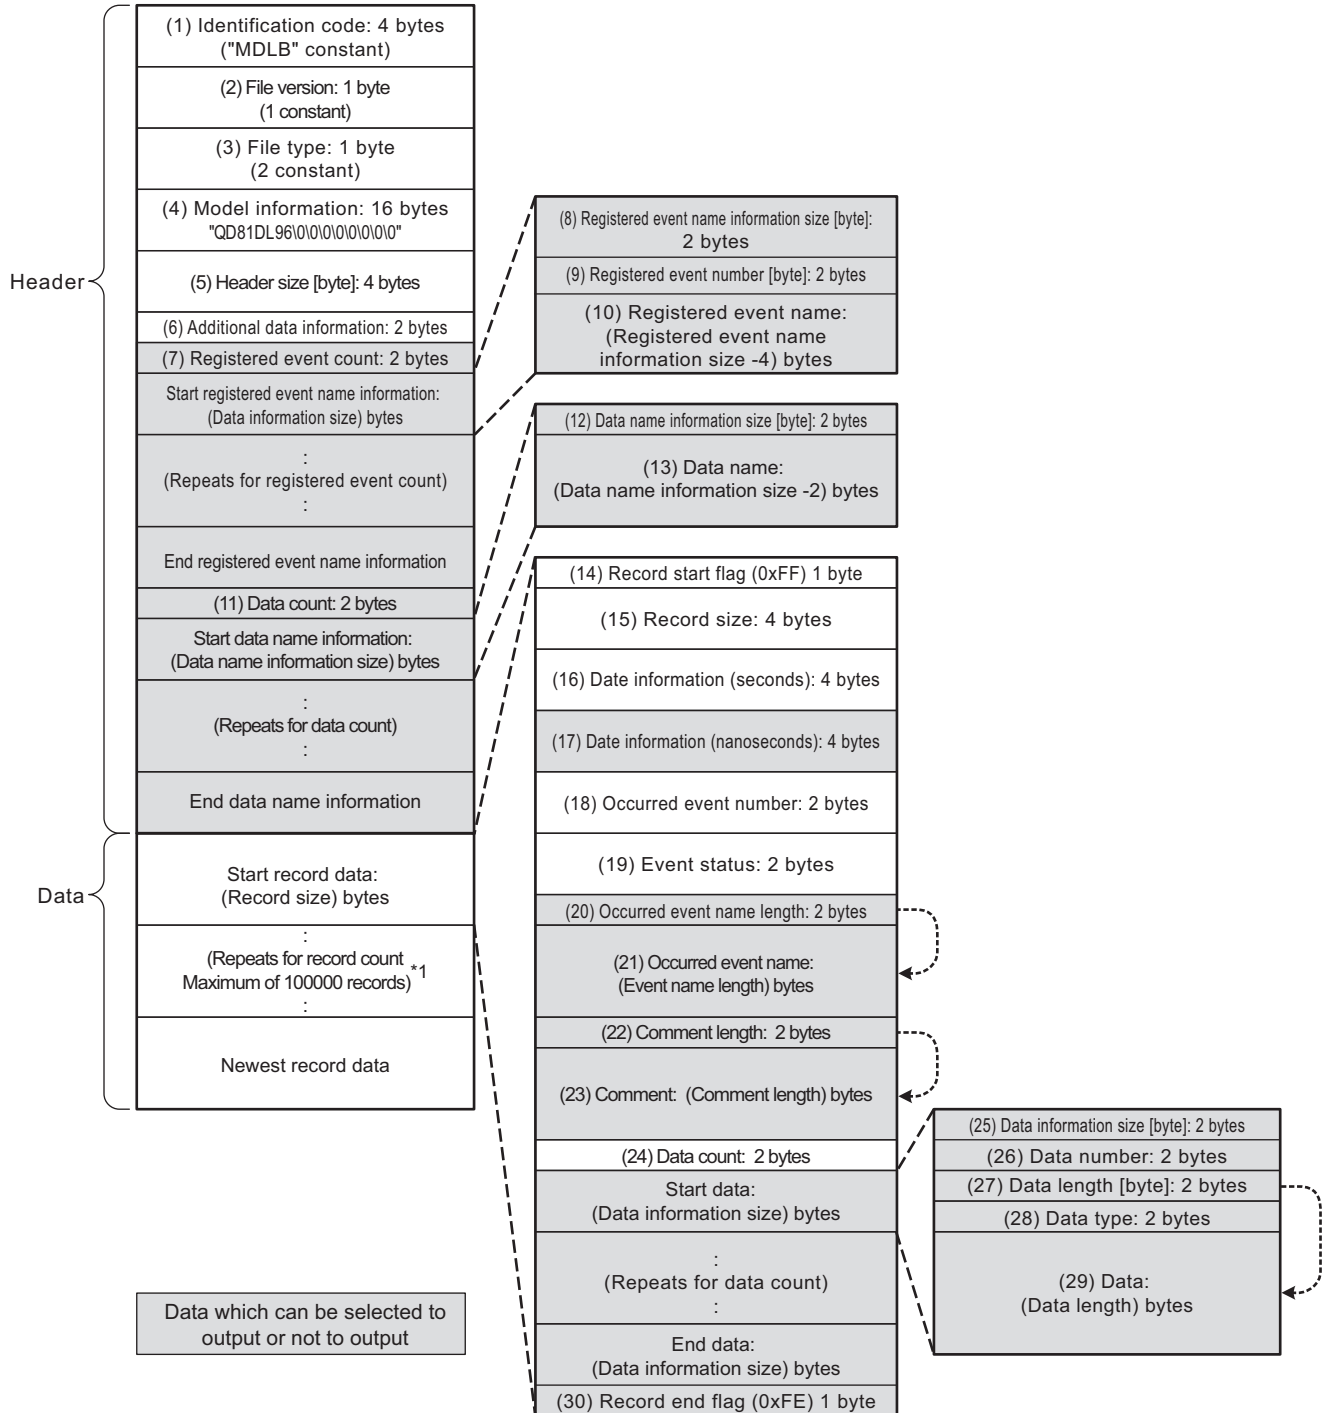 Header
(1) Identification code: 4 bytes
("MDLB" constant)
(2) File version: 1 byte
(1 constant)
(3) File type: 1 byte
(2 constant)
(4) Model information: 16 bytes
"QD81DL96\0\0\0\0\0\0\0\0"
(5) Header size [byte]: 4 bytes
(6) Additional data information: 2 bytes
(7) Registered event count: 2 bytes
Start registered event name information:
(Data information size) bytes
:
(Repeats for registered event count)
:
End registered event name information
(11) Data count: 2 bytes
Start data name information:
(Data name information size) bytes
:
(Repeats for data count)
:
End data name information
Data
Start record data:
(Record size) bytes
:
(Repeats for record count
Maximum of 100000 records)*1
:
Newest record data
Data which can be selected to
output or not to output
(8) Registered event name information size [byte]:
2 bytes
(9) Registered event number [byte]: 2 bytes
(10) Registered event name:
(Registered event name
information size -4) bytes
(12) Data name information size [byte]: 2 bytes
(13) Data name:
(Data name information size -2) bytes
(14) Record start flag (0xFF) 1 byte
(15) Record size: 4 bytes
(16) Date information (seconds): 4 bytes
(17) Date information (nanoseconds): 4 bytes
(18) Occurred event number: 2 bytes
(19) Event status: 2 bytes
(20) Occurred event name length: 2 bytes
(21) Occurred event name:
(Event name length) bytes
(22) Comment length: 2 bytes
(23) Comment: (Comment length) bytes
(24) Data count: 2 bytes
Start data:
(Data information size) bytes
:
(Repeats for data count)
:
End data:
(Data information size) bytes
(30) Record end flag (0xFE) 1 byte
(25) Data information size [byte]: 2 bytes
(26) Data number: 2 bytes
(27) Data length [byte]: 2 bytes
(28) Data type: 2 bytes
(29) Data:
(Data length) bytes